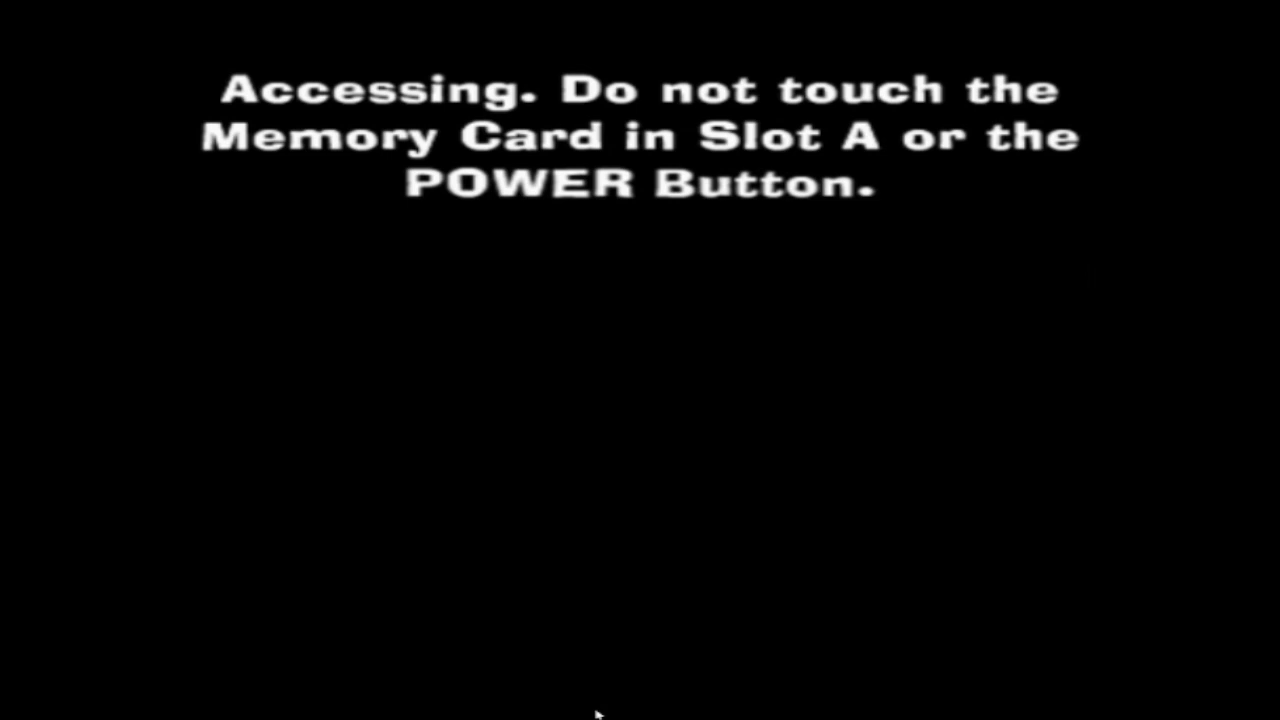 Accessing. Do not touch the
Memory Card in Slot A or the
POWER Button.